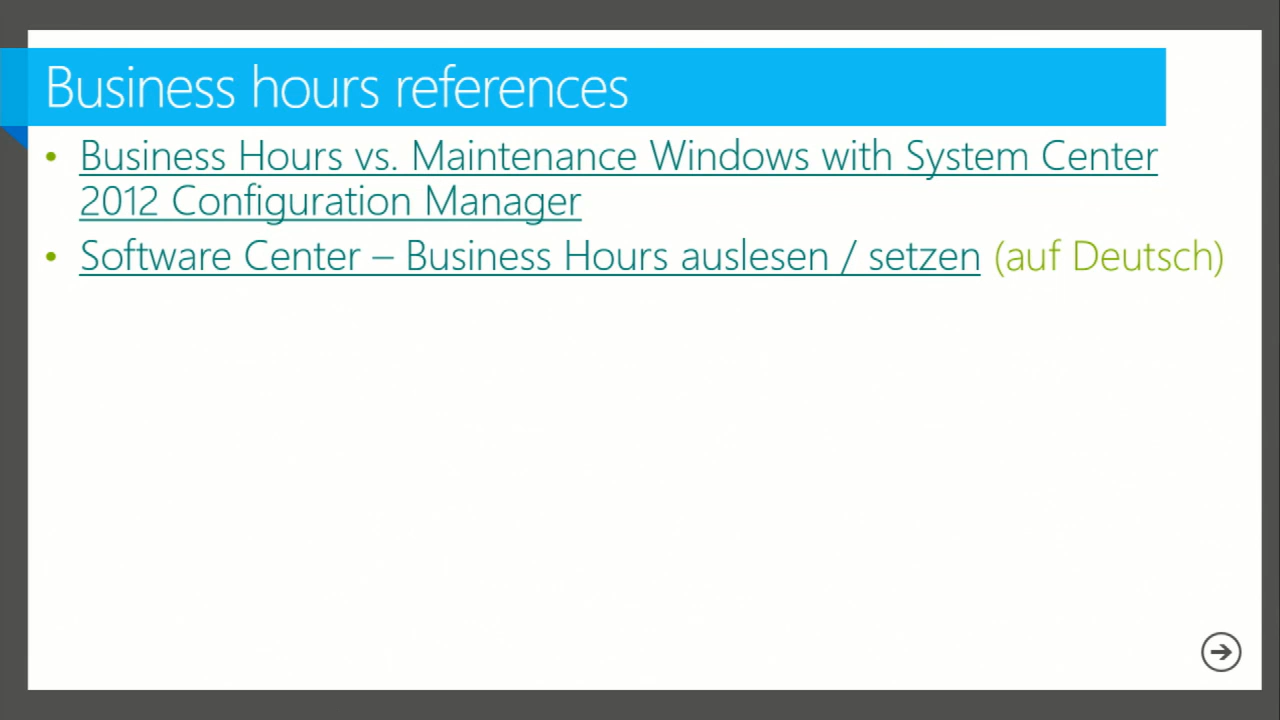 Business hours references
• Business Hours vs. Maintenance Windows with System Center
2012 Configuration Manager
• Software Center – Business Hours auslesen / setzen (auf Deutsch)